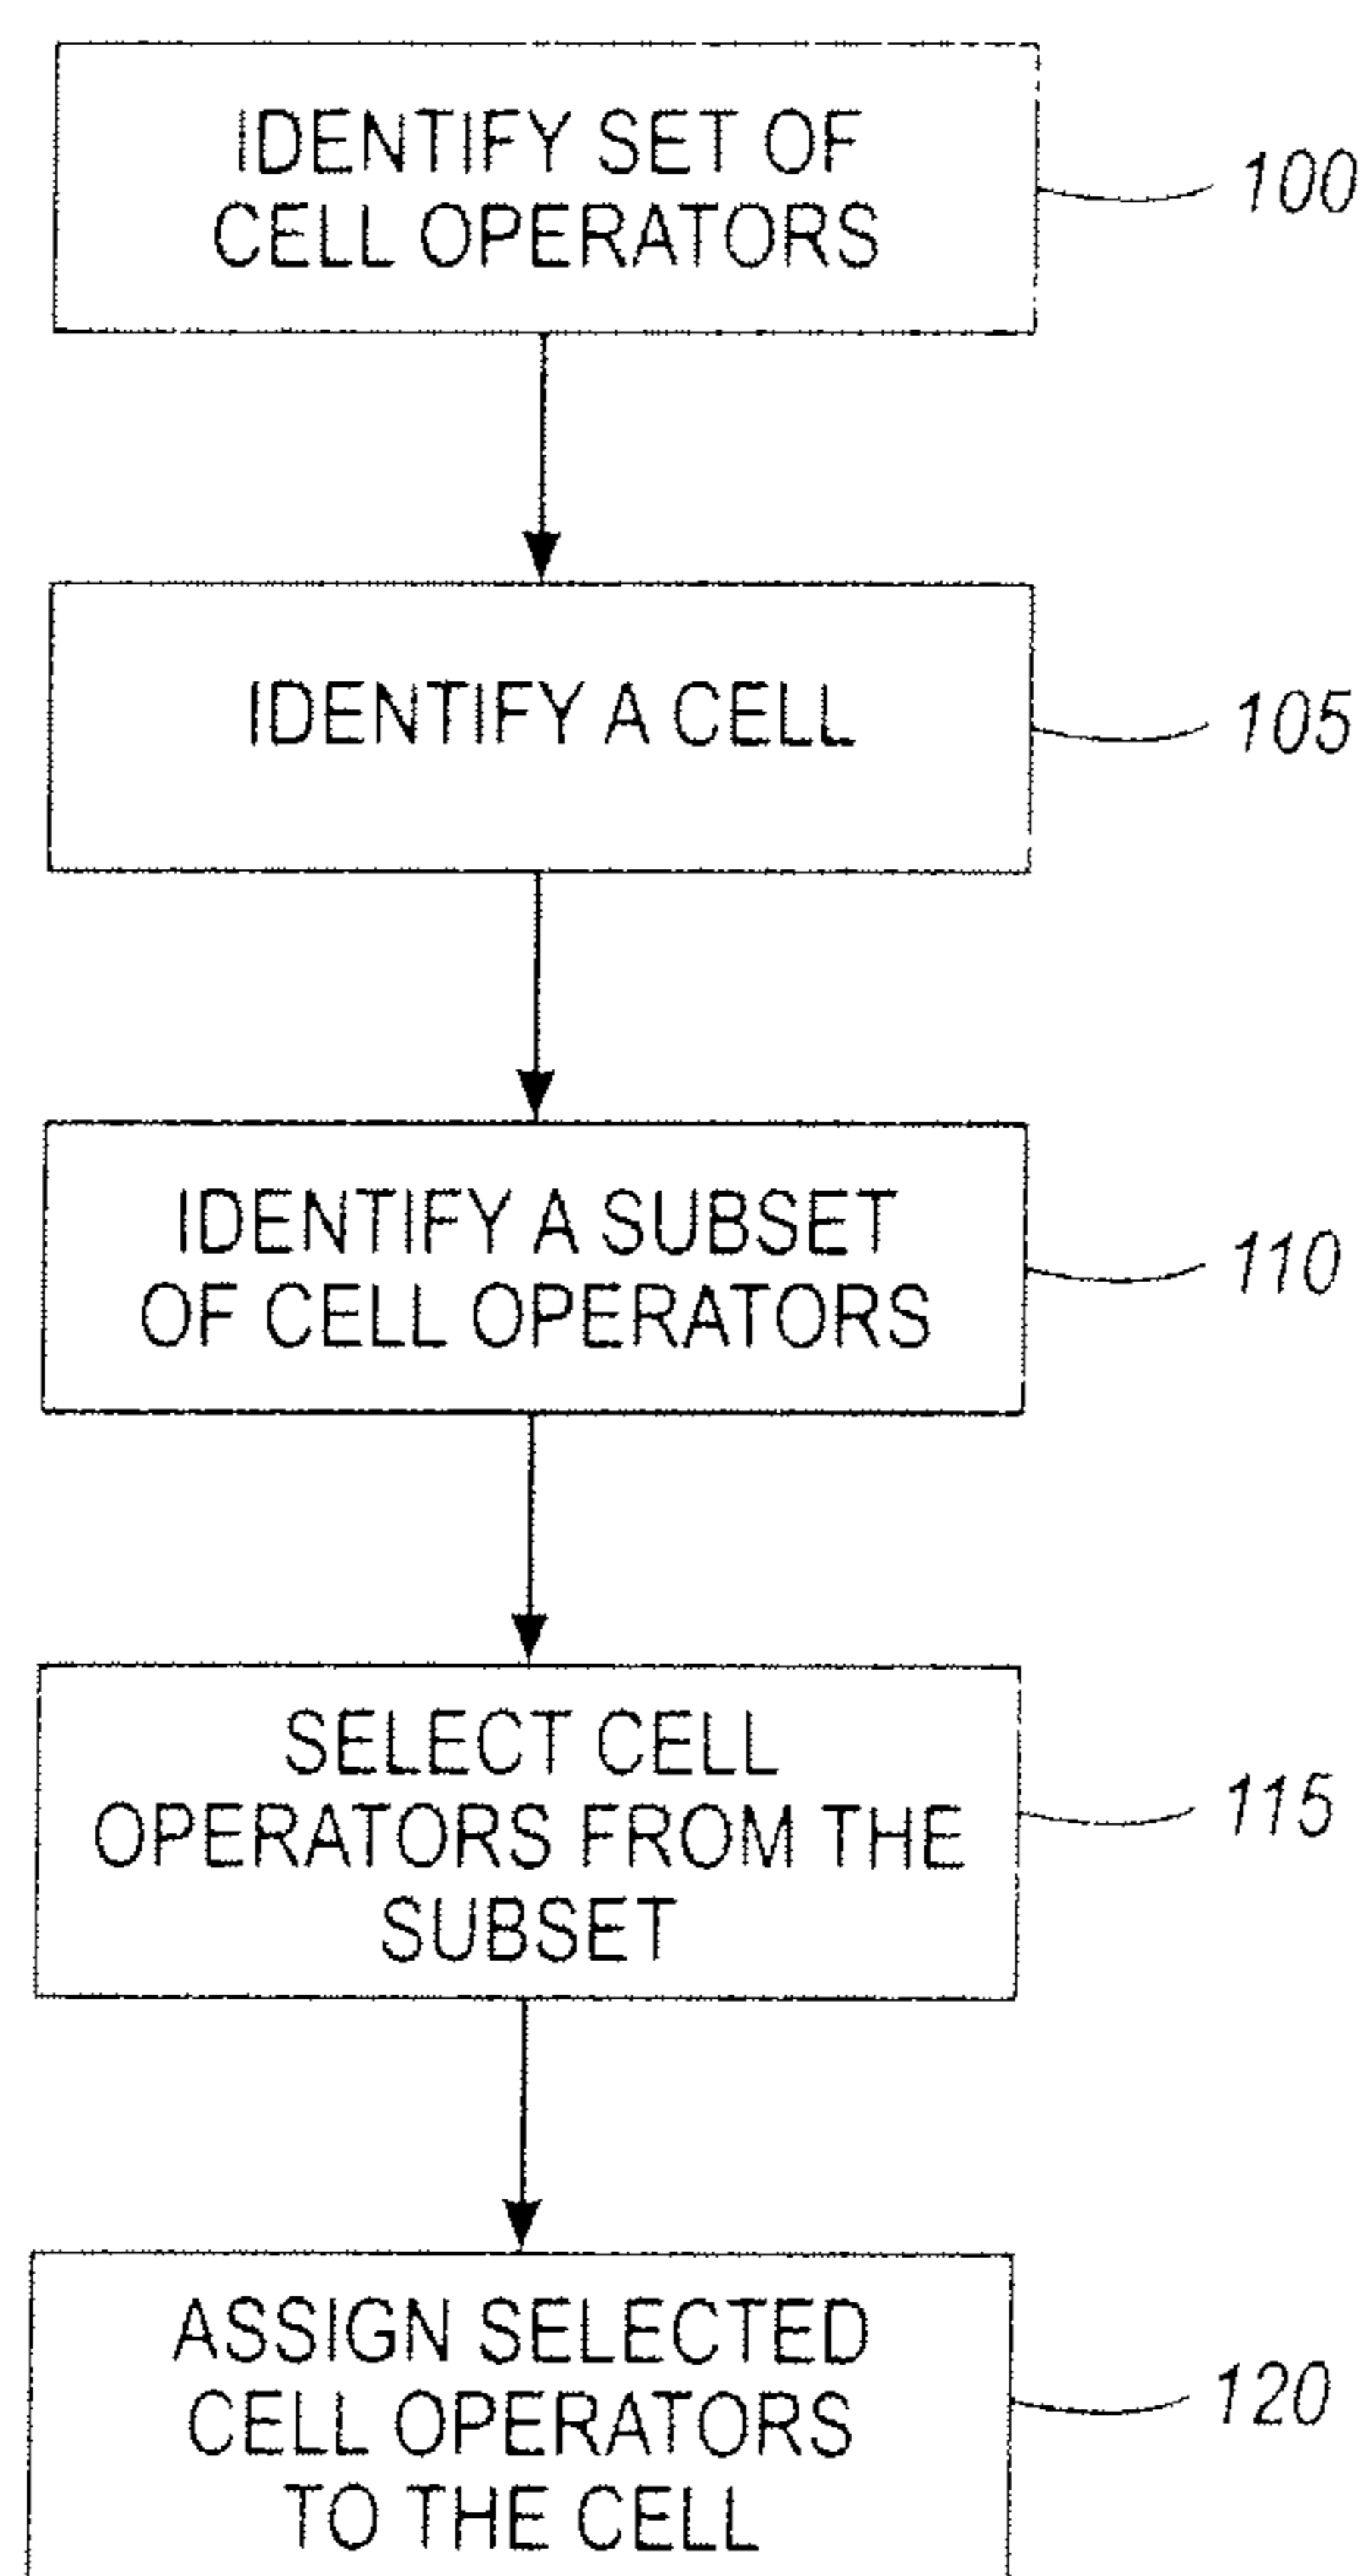 IDENTIFY SET OF
CELL OPERATORS
100
IDENTIFY A CELL
105
IDENTIFY A SUBSET
OF CELL OPERATORS
110
SELECT CELL
OPERATORS FROM THE
SUBSET
115
ASSIGN SELECTED
CELL OPERATORS
TO THE CELL
120